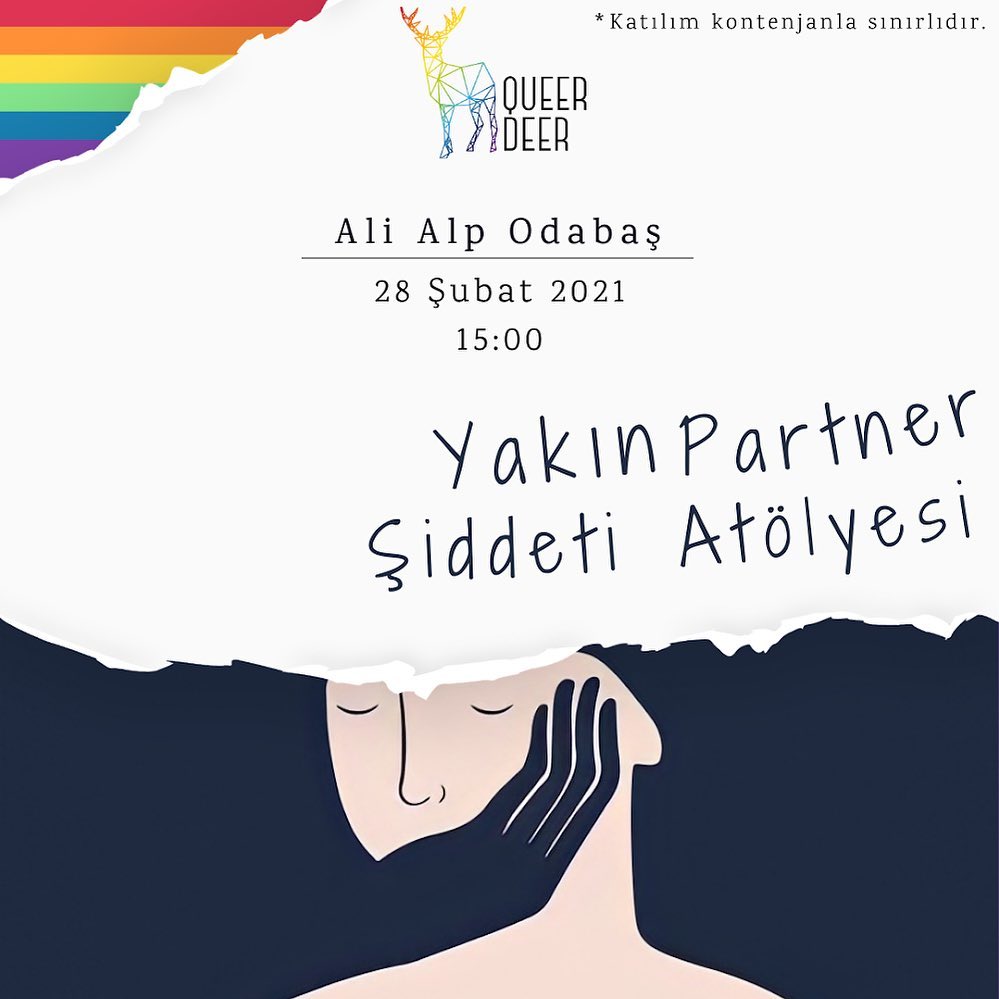 *Katılım kontenjanla sınırlıdır.
QUEER
DEER
Ali Alp Odabaş
28 Şubat 2021
15:00
Yakın Partner
Şiddeti Atölyesi